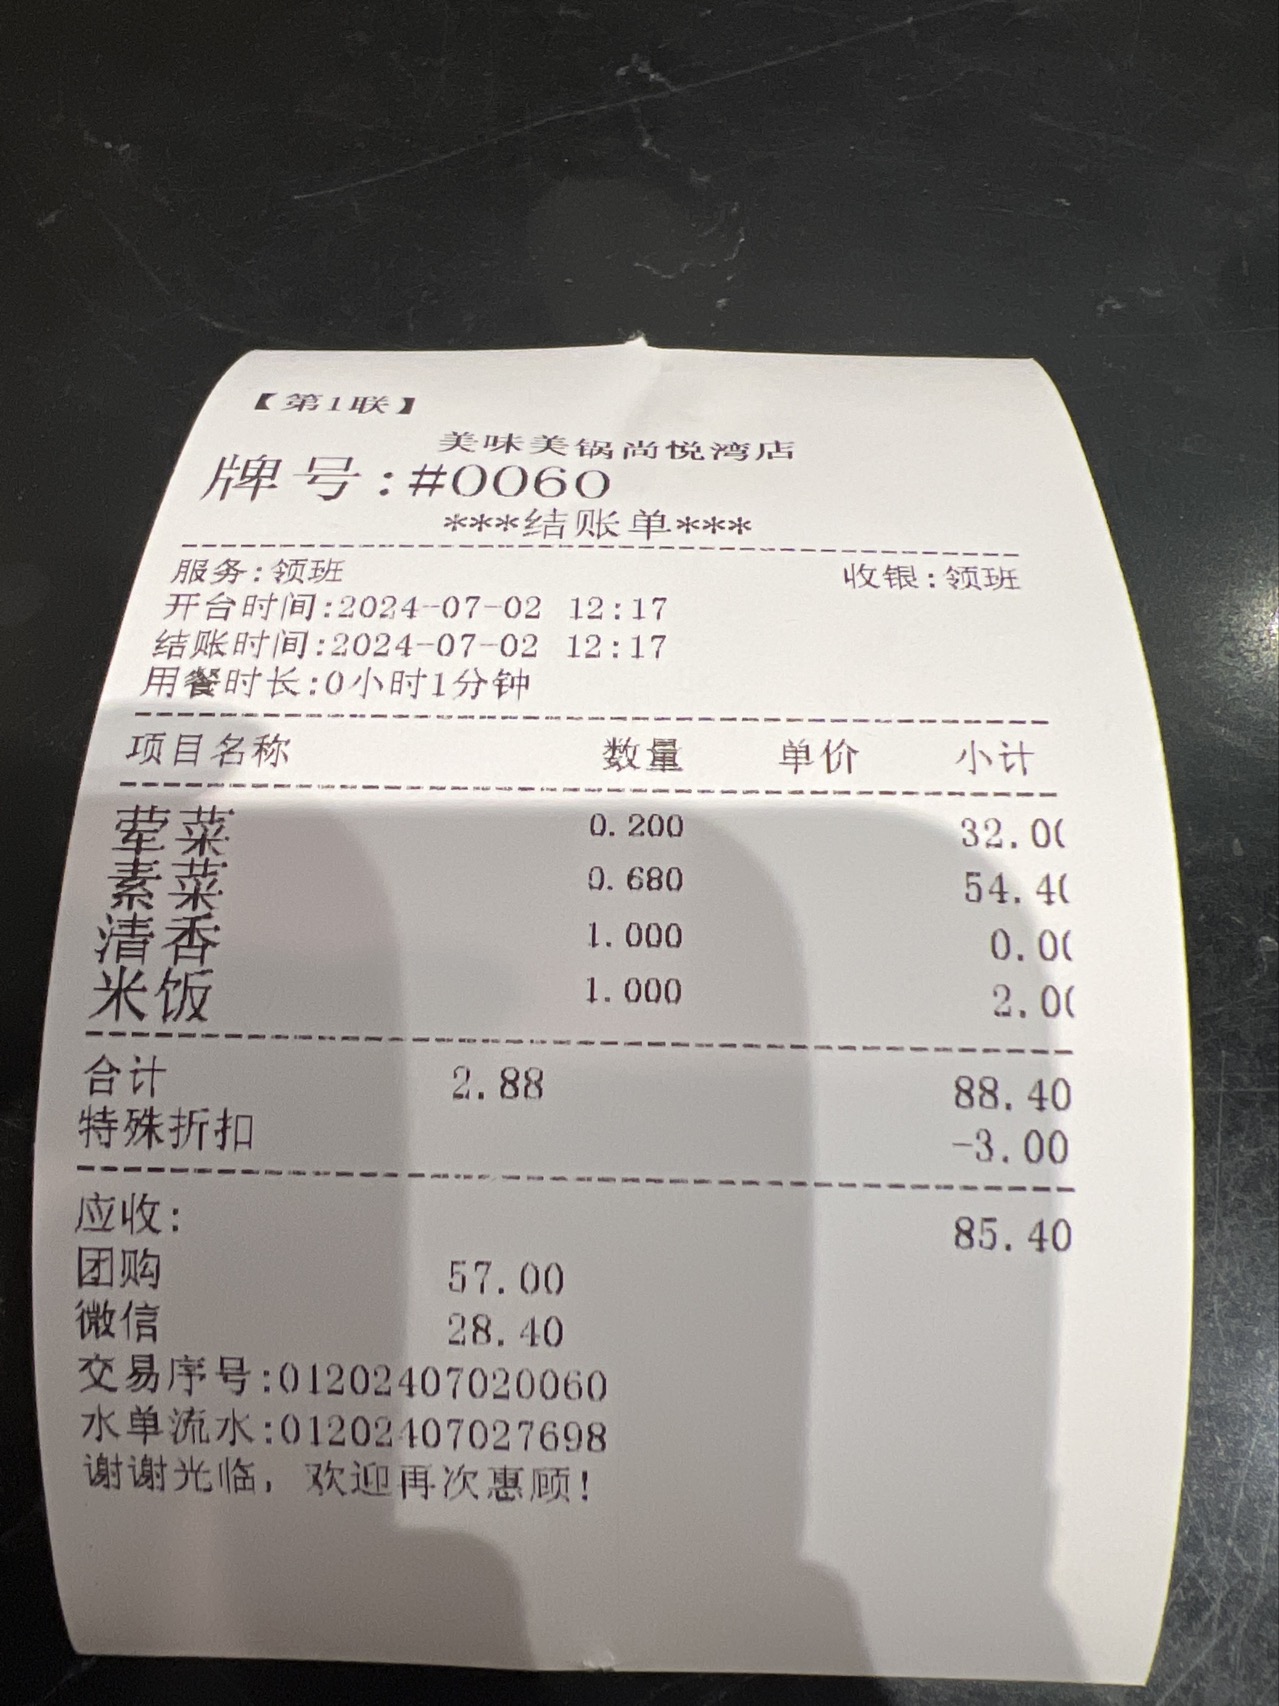 【第1联】
美味美锅尚悦湾店
牌号:#0060
***结账单***
服务:领班 收银:领班
开台时间:2024-07-02 12:17
结账时间:2024-07-02 12:17
用餐时长:0小时1分钟
项目名称 数量 单价 小计
荤菜 0.200 32.00
素菜 0.680 54.40
清香 1.000 0.00
米饭 1.000 2.00
合计 2.88 88.40
特殊折扣 -3.00
应收: 85.40
团购 57.00
微信 28.40
交易序号:01202407020060
水单流水:01202407027698
谢谢光临, 欢迎再次惠顾!